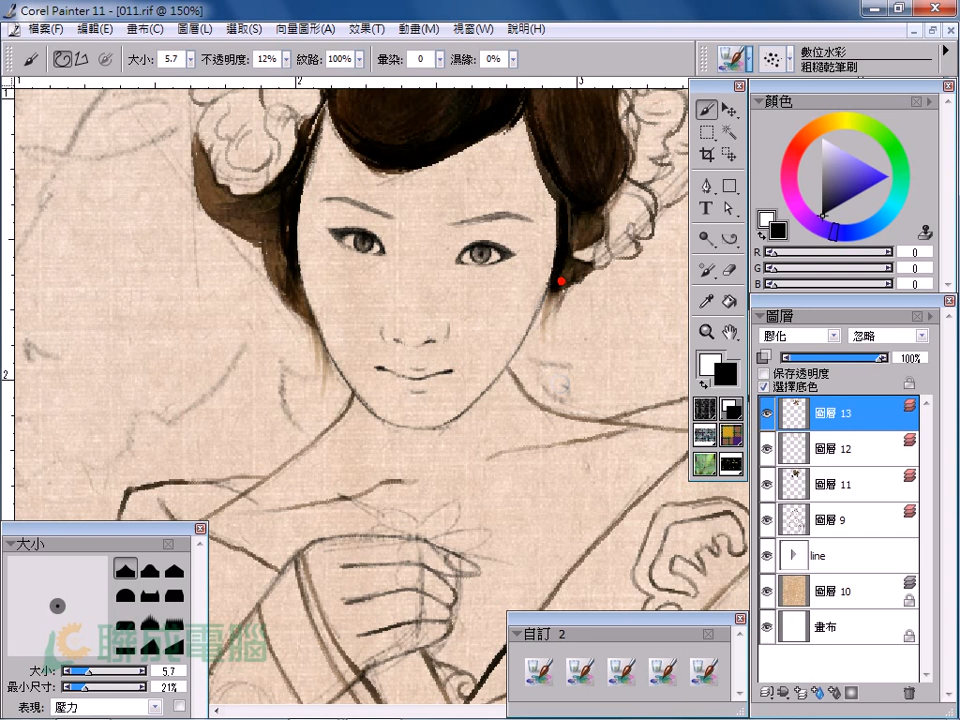 Corel Painter 11 - [011.rif @ 150%]
檔案(F) 編輯(E) 畫布(C) 圖層(L) 選取(S) 向量圖形(A) 效果(T) 動畫(M) 視窗(W) 說明(H)
大小: 5.7 不透明度: 12% 紋路: 100% 暈染: 0 濕緣: 0%
數位水彩
粗糙乾筆刷
顏色
R 0
G 0
B 0
圖層
膠化 忽略
100%
保存透明度
選擇底色
圖層 13
圖層 12
圖層 11
圖層 9
line
圖層 10
畫布
大小
大小: 5.7
最小尺寸: 21%
表現: 壓力
自訂 2
聯成電腦
1
2
2
3
T